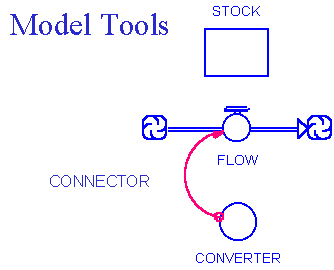 Model Tools
STOCK
FLOW
CONNECTOR
CONVERTER